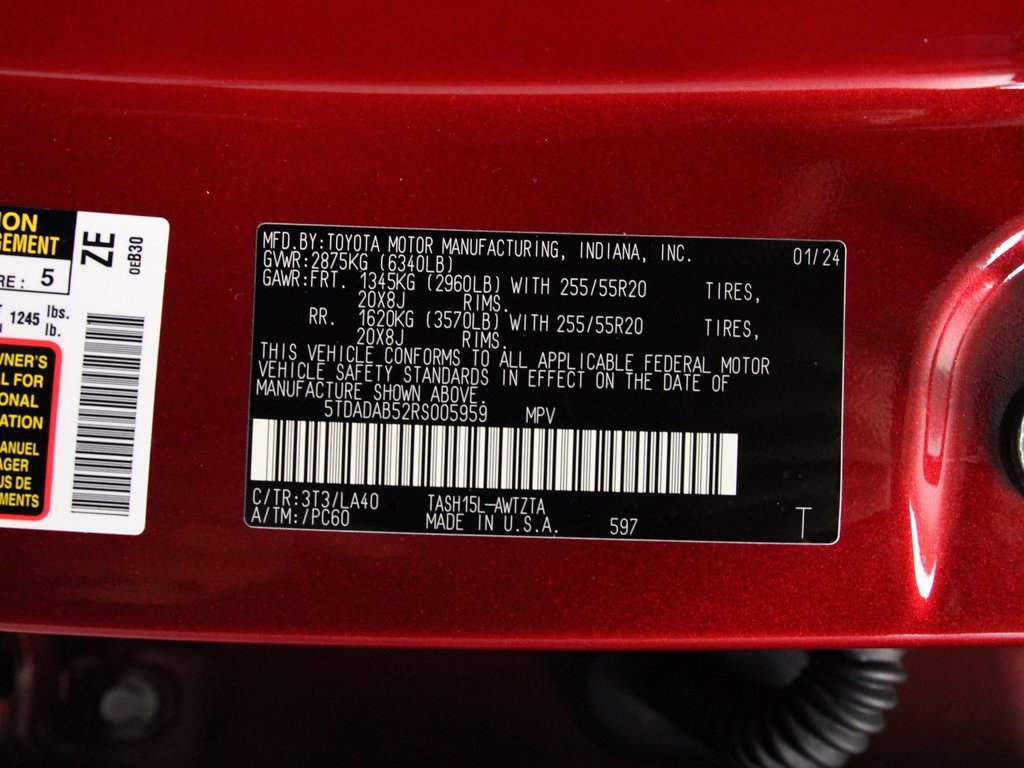 ION
GEMENT
RE : 5
1245 lbs.
lb.
WNER'S
L FOR
ONAL
ATION
ANUEL
AGER
US DE
MENTS
ZE
0EB30
MFD.BY:TOYOTA MOTOR MANUFACTURING, INDIANA, INC. 01/24
GVWR:2875KG (6340LB)
GAWR:FRT. 1345KG (2960LB) WITH 255/55R20 TIRES,
20X8J RIMS.
RR. 1620KG (3570LB) WITH 255/55R20 TIRES,
20X8J RIMS.
THIS VEHICLE CONFORMS TO ALL APPLICABLE FEDERAL MOTOR
VEHICLE SAFETY STANDARDS IN EFFECT ON THE DATE OF
MANUFACTURE SHOWN ABOVE.
5TDADAB52RS005959 MPV
C/TR:3T3/LA40 TASH15L-AWTZTA
A/TM:/PC60 MADE IN U.S.A. 597 T